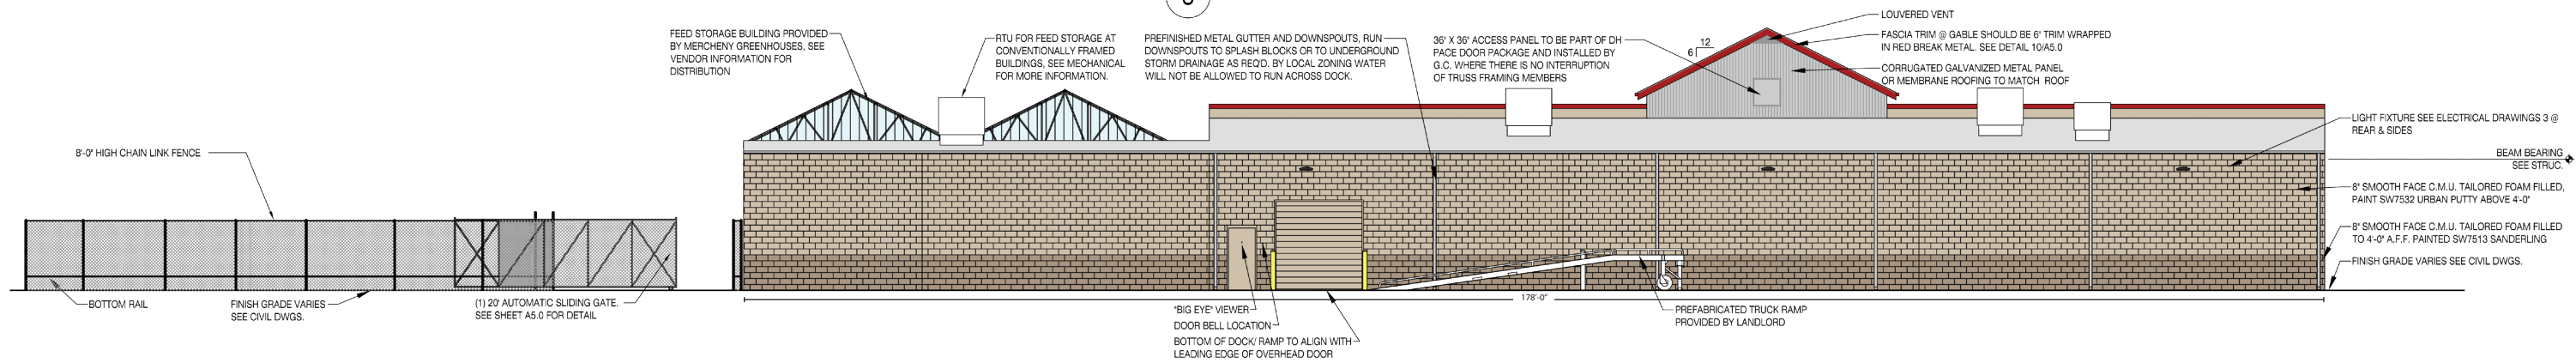 FEED STORAGE BUILDING PROVIDED
BY MERCHENY GREENHOUSES, SEE
VENDOR INFORMATION FOR
DISTRIBUTION
RTU FOR FEED STORAGE AT
CONVENTIONALLY FRAMED
BUILDINGS, SEE MECHANICAL
FOR MORE INFORMATION.
PREFINISHED METAL GUTTER AND DOWNSPOUTS, RUN
DOWNSPOUTS TO SPLASH BLOCKS OR TO UNDERGROUND
STORM DRAINAGE AS REQ'D. BY LOCAL ZONING WATER
WILL NOT BE ALLOWED TO RUN ACROSS DOCK.
36" X 36" ACCESS PANEL TO BE PART OF DH
PACE DOOR PACKAGE AND INSTALLED BY
G.C. WHERE THERE IS NO INTERRUPTION
OF TRUSS FRAMING MEMBERS
12
6
LOUVERED VENT
FASCIA TRIM @ GABLE SHOULD BE 6" TRIM WRAPPED
IN RED BREAK METAL. SEE DETAIL 10/A5.0
CORRUGATED GALVANIZED METAL PANEL
OR MEMBRANE ROOFING TO MATCH ROOF
LIGHT FIXTURE SEE ELECTRICAL DRAWINGS 3 @
REAR & SIDES
BEAM BEARING
SEE STRUC.
8" SMOOTH FACE C.M.U. TAILORED FOAM FILLED,
PAINT SW7532 URBAN PUTTY ABOVE 4'-0"
8" SMOOTH FACE C.M.U. TAILORED FOAM FILLED
TO 4'-0" A.F.F. PAINTED SW7513 SANDERLING
FINISH GRADE VARIES SEE CIVIL DWGS.
8'-0" HIGH CHAIN LINK FENCE
BOTTOM RAIL
FINISH GRADE VARIES
SEE CIVIL DWGS.
(1) 20' AUTOMATIC SLIDING GATE.
SEE SHEET A5.0 FOR DETAIL
178'-0"
"BIG EYE" VIEWER
DOOR BELL LOCATION
BOTTOM OF DOCK/ RAMP TO ALIGN WITH
LEADING EDGE OF OVERHEAD DOOR
PREFABRICATED TRUCK RAMP
PROVIDED BY LANDLORD